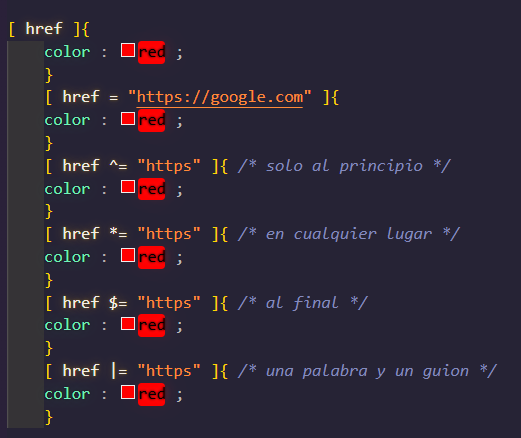 [ href ]{
color : red ;
}
[ href = "https://google.com" ]{
color : red ;
}
[ href ^= "https" ]{ /* solo al principio */
color : red ;
}
[ href *= "https" ]{ /* en cualquier lugar */
color : red ;
}
[ href $= "https" ]{ /* al final */
color : red ;
}
[ href |= "https" ]{ /* una palabra y un guion */
color : red ;
}